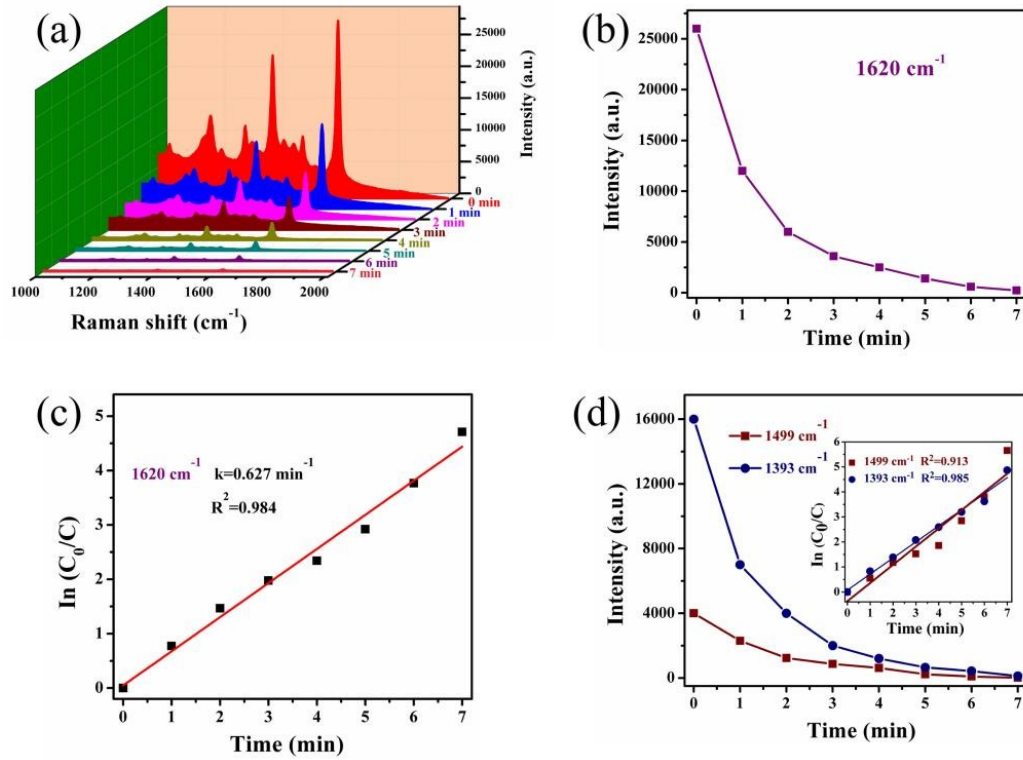 (a)
25000
20000
15000
10000
5000
0
Intensity (a.u.)
0 min
1 min
2 min
3 min
4 min
5 min
6 min
7 min
1000 1200 1400 1600 1800 2000
Raman shift (cm⁻¹)
(b)
1620 cm⁻¹
25000
20000
15000
10000
5000
0
Intensity (a.u.)
0 1 2 3 4 5 6 7
Time (min)
(c)
1620 cm⁻¹ k=0.627 min⁻¹
R²=0.984
5
4
3
2
1
0
ln (C₀/C)
0 1 2 3 4 5 6 7
Time (min)
(d)
1499 cm⁻¹
1393 cm⁻¹
16000
12000
8000
4000
0
Intensity (a.u.)
0 1 2 3 4 5 6 7
Time (min)
1499 cm⁻¹ R²=0.913
1393 cm⁻¹ R²=0.985
6
5
4
3
2
1
0
ln (C₀/C)
0 1 2 3 4 5 6 7
Time (min)